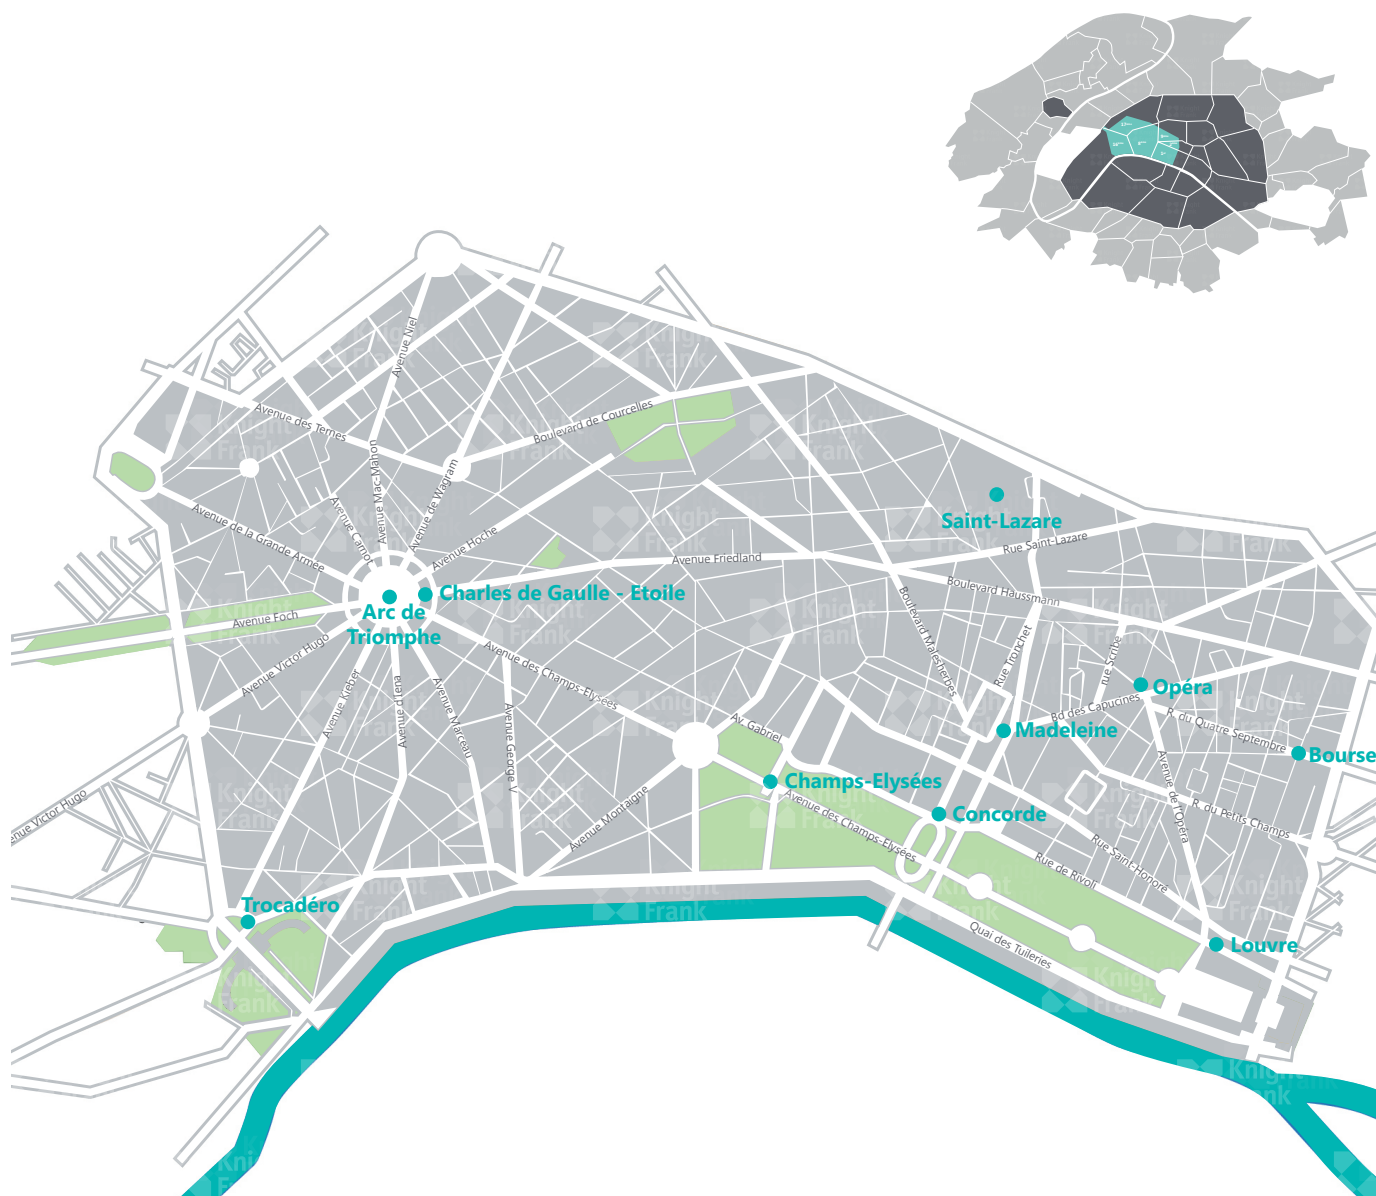 Avenue Niel
Avenue des Ternes
Boulevard de Courcelles
Avenue Mac-Mahon
Avenue de Wagram
Avenue Carnot
Avenue Hoche
Avenue de la Grande Armée
Saint-Lazare
Rue Saint-Lazare
Avenue Friedland
Boulevard Haussmann
Charles de Gaulle - Etoile
Arc de
Triomphe
Avenue Foch
Avenue Victor Hugo
Avenue des Champs-Elysées
Boulevard Malesherbes
Rue Tronchet
rue Scribe
Opéra
Avenue Kleber
Avenue d'Iena
Avenue Marceau
Avenue George V
Av. Gabriel
Bd des Capucines
R. du Quatre Septembre
Madeleine
Bourse
Champs-Elysées
Avenue de l'Opéra
Avenue Montaigne
Avenue des Champs-Elysées
Concorde
R. du Petits Champs
enue Victor Hugo
Rue Saint-Honoré
Rue de Rivoli
Trocadéro
Louvre
Quai des Tuileries
Knight
Frank